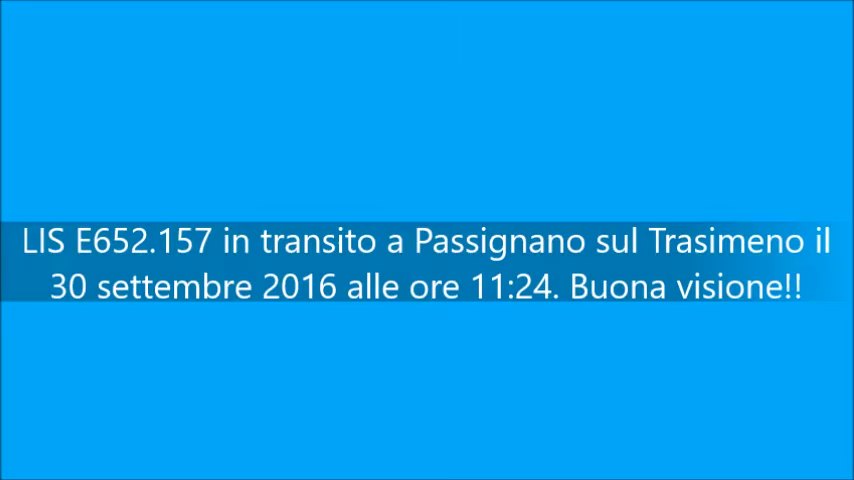 LIS E652.157 in transito a Passignano sul Trasimeno il
30 settembre 2016 alle ore 11:24. Buona visione!!